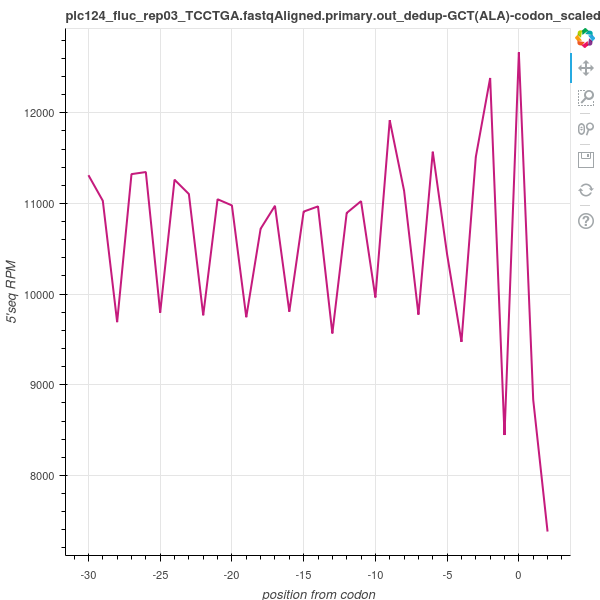 plc124_fluc_rep03_TCCTGA.fastqAligned.primary.out_dedup-GCT(ALA)-codon_scaled
12000
11000
10000
9000
8000
5'seq RPM
-30 -25 -20 -15 -10 -5 0
position from codon